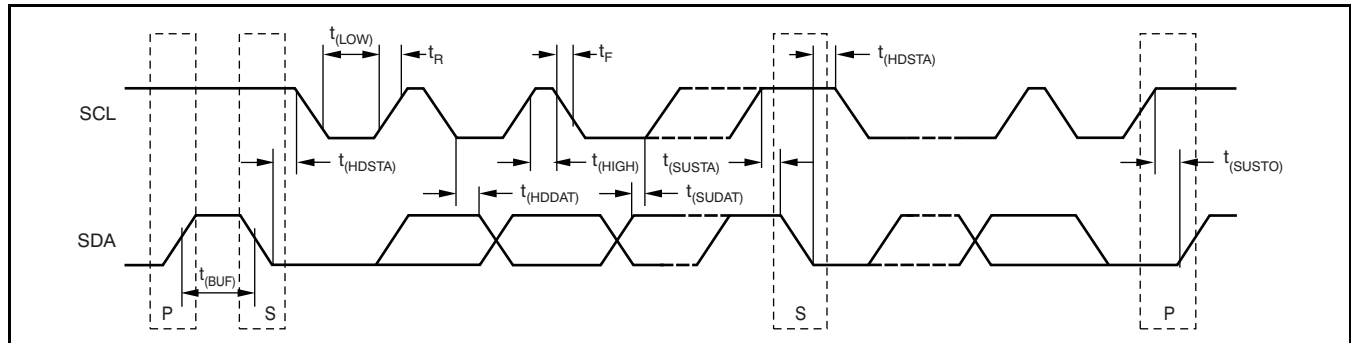 t(LOW)
tR
tF
t(HDSTA)
SCL
t(HDSTA)
t(HIGH)
t(SUSTA)
t(SUSTO)
t(HDDAT)
t(SUDAT)
SDA
t(BUF)
P
S
S
P